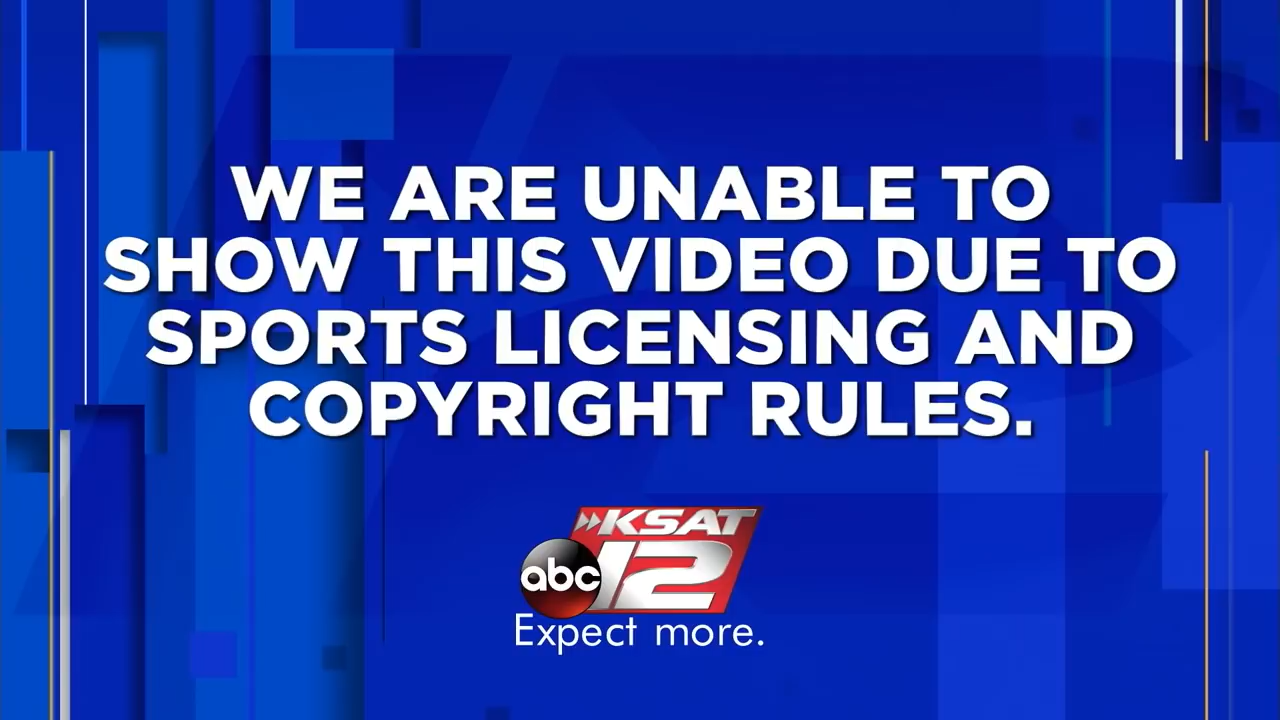 WE ARE UNABLE TO
SHOW THIS VIDEO DUE TO
SPORTS LICENSING AND
COPYRIGHT RULES.
KSAT
abc 12
Expect more.